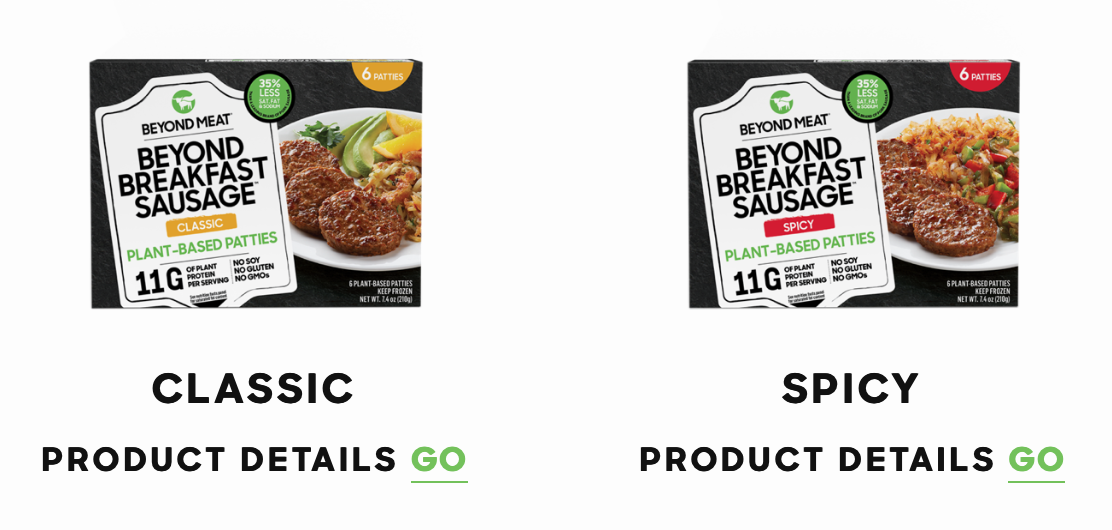 6 PATTIES
35%
LESS
SAT. FAT
& SODIUM
BEYOND MEAT
BEYOND
BREAKFAST
SAUSAGE™
CLASSIC
PLANT-BASED PATTIES
11G OF PLANT
PROTEIN
PER SERVING
NO SOY
NO GLUTEN
NO GMOs
6 PLANT-BASED PATTIES
KEEP FROZEN
NET WT. 7.4 oz (210g)
6 PATTIES
35%
LESS
SAT. FAT
& SODIUM
BEYOND MEAT
BEYOND
BREAKFAST
SAUSAGE™
SPICY
PLANT-BASED PATTIES
11G OF PLANT
PROTEIN
PER SERVING
NO SOY
NO GLUTEN
NO GMOs
6 PLANT-BASED PATTIES
KEEP FROZEN
NET WT. 7.4 oz (210g)
CLASSIC
SPICY
PRODUCT DETAILS GO
PRODUCT DETAILS GO